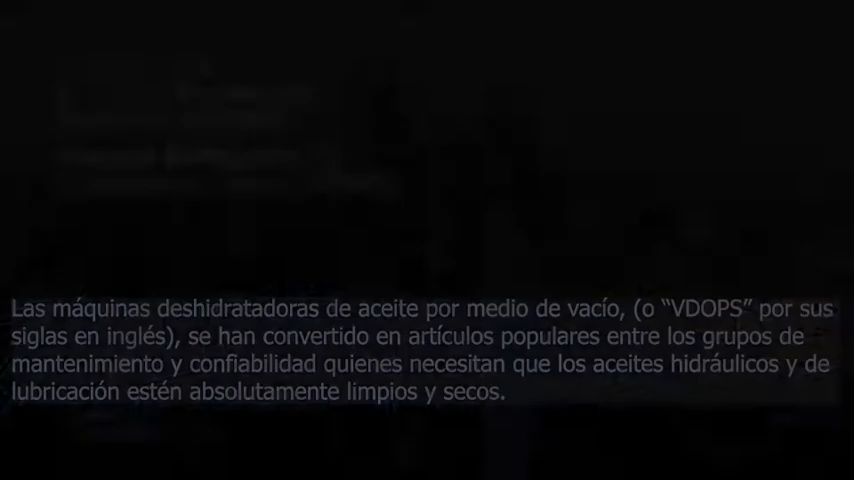 Las máquinas deshidratadoras de aceite por medio de vacío, (o “VDOPS” por sus
siglas en inglés), se han convertido en artículos populares entre los grupos de
mantenimiento y confiabilidad quienes necesitan que los aceites hidráulicos y de
lubricación estén absolutamente limpios y secos.